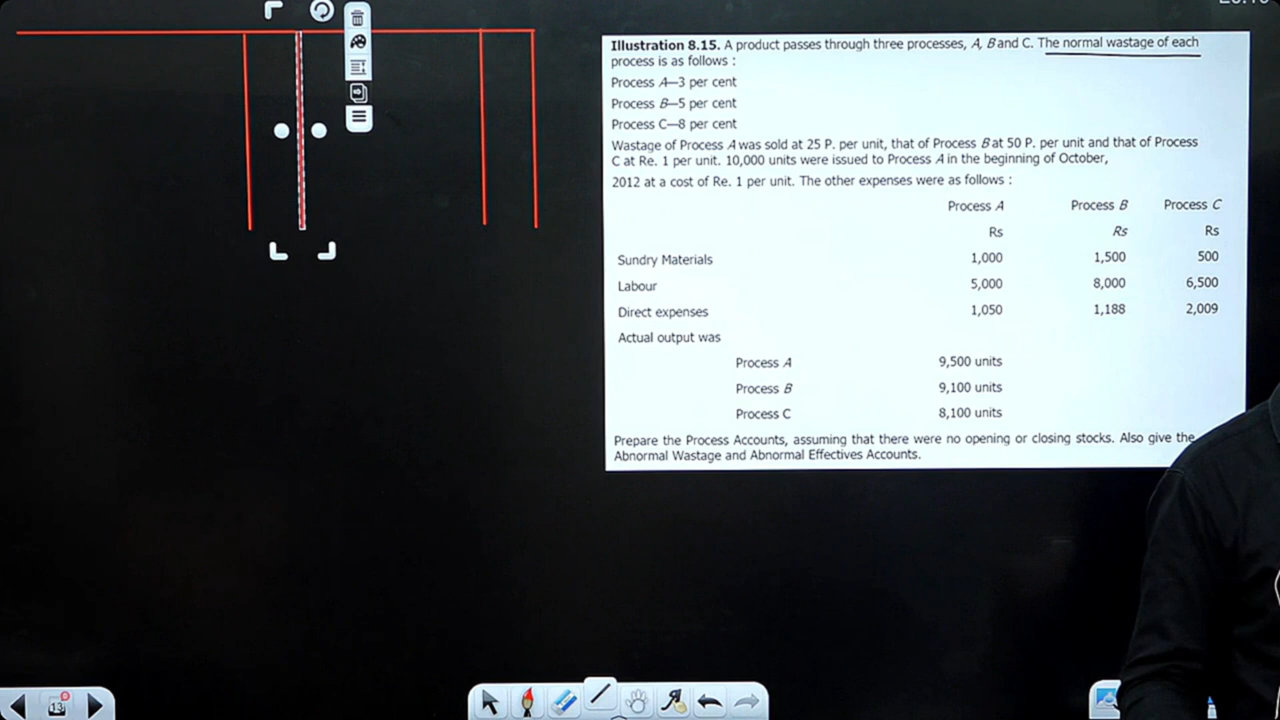 Illustration 8.15. A product passes through three processes, A, B and C. The normal wastage of each
process is as follows :
Process A—3 per cent
Process B—5 per cent
Process C—8 per cent
Wastage of Process A was sold at 25 P. per unit, that of Process B at 50 P. per unit and that of Process
C at Re. 1 per unit. 10,000 units were issued to Process A in the beginning of October,
2012 at a cost of Re. 1 per unit. The other expenses were as follows :
Process A Process B Process C
Rs Rs Rs
Sundry Materials 1,000 1,500 500
Labour 5,000 8,000 6,500
Direct expenses 1,050 1,188 2,009
Actual output was
Process A 9,500 units
Process B 9,100 units
Process C 8,100 units
Prepare the Process Accounts, assuming that there were no opening or closing stocks. Also give the
Abnormal Wastage and Abnormal Effectives Accounts.
13